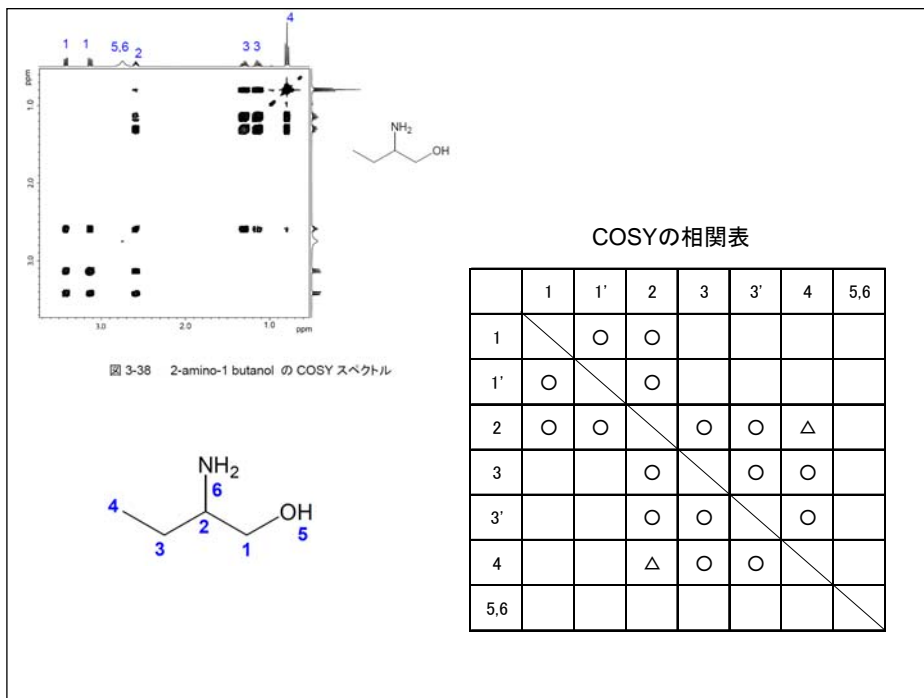 4
1 1 5,6 2 3 3
ppm
1.0
2.0
3.0
3.0 2.0 1.0 ppm
NH2
OH
図 3-38 2-amino-1 butanol の COSY スペクトル
NH2
6
4
OH
5
3
2
1
COSYの相関表
1 1' 2 3 3' 4 5,6
1 ○ ○
1' ○ ○
2 ○ ○ ○ ○ △
3 ○ ○ ○
3' ○ ○ ○
4 △ ○ ○
5,6